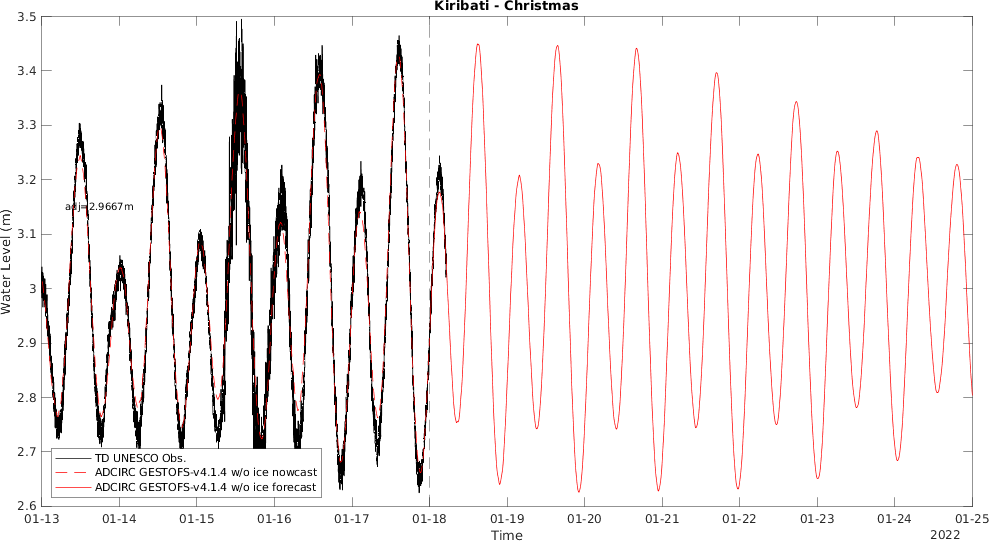 Kiribati - Christmas
3.5
3.4
3.3
3.2
3.1
3
2.9
2.8
2.7
2.6
Water Level (m)
adj=2.9667m
TD UNESCO Obs.
ADCIRC GESTOFS-v4.1.4 w/o ice nowcast
ADCIRC GESTOFS-v4.1.4 w/o ice forecast
01-13 01-14 01-15 01-16 01-17 01-18 01-19 01-20 01-21 01-22 01-23 01-24 01-25
Time
2022